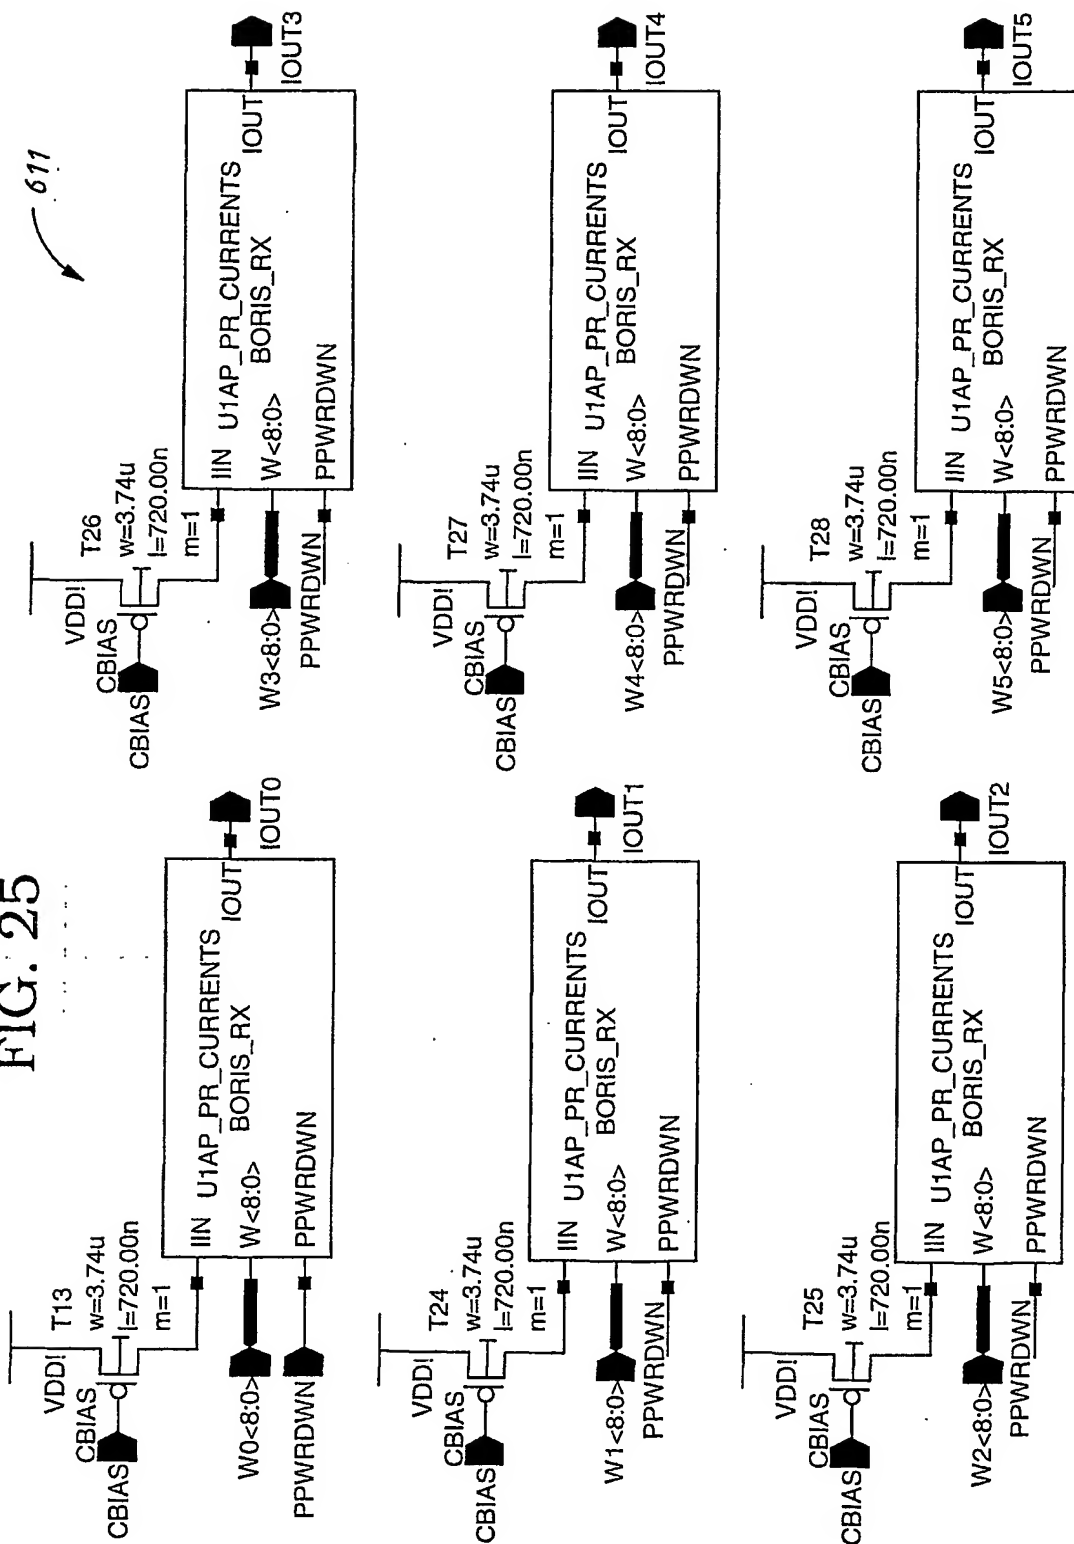 FIG. 25
611
VDD!
T13
CBIAS
CBIAS
w=3.74u
l=720.00n
m=1
W0<8:0>
PPWRDWN
IIN
U1AP_PR_CURRENTS
W<8:0>
BORIS_RX
PPWRDWN
IOUT
IOUT0
VDD!
T24
CBIAS
CBIAS
w=3.74u
l=720.00n
m=1
W1<8:0>
PPWRDWN
IIN
U1AP_PR_CURRENTS
W<8:0>
BORIS_RX
PPWRDWN
IOUT
IOUT1
VDD!
T25
CBIAS
CBIAS
w=3.74u
l=720.00n
m=1
W2<8:0>
PPWRDWN
IIN
U1AP_PR_CURRENTS
W<8:0>
BORIS_RX
PPWRDWN
IOUT
IOUT2
VDD!
T26
CBIAS
CBIAS
w=3.74u
l=720.00n
m=1
W3<8:0>
PPWRDWN
IIN
U1AP_PR_CURRENTS
W<8:0>
BORIS_RX
PPWRDWN
IOUT
IOUT3
VDD!
T27
CBIAS
CBIAS
w=3.74u
l=720.00n
m=1
W4<8:0>
PPWRDWN
IIN
U1AP_PR_CURRENTS
W<8:0>
BORIS_RX
PPWRDWN
IOUT
IOUT4
VDD!
T28
CBIAS
CBIAS
w=3.74u
l=720.00n
m=1
W5<8:0>
PPWRDWN
IIN
U1AP_PR_CURRENTS
W<8:0>
BORIS_RX
PPWRDWN
IOUT
IOUT5